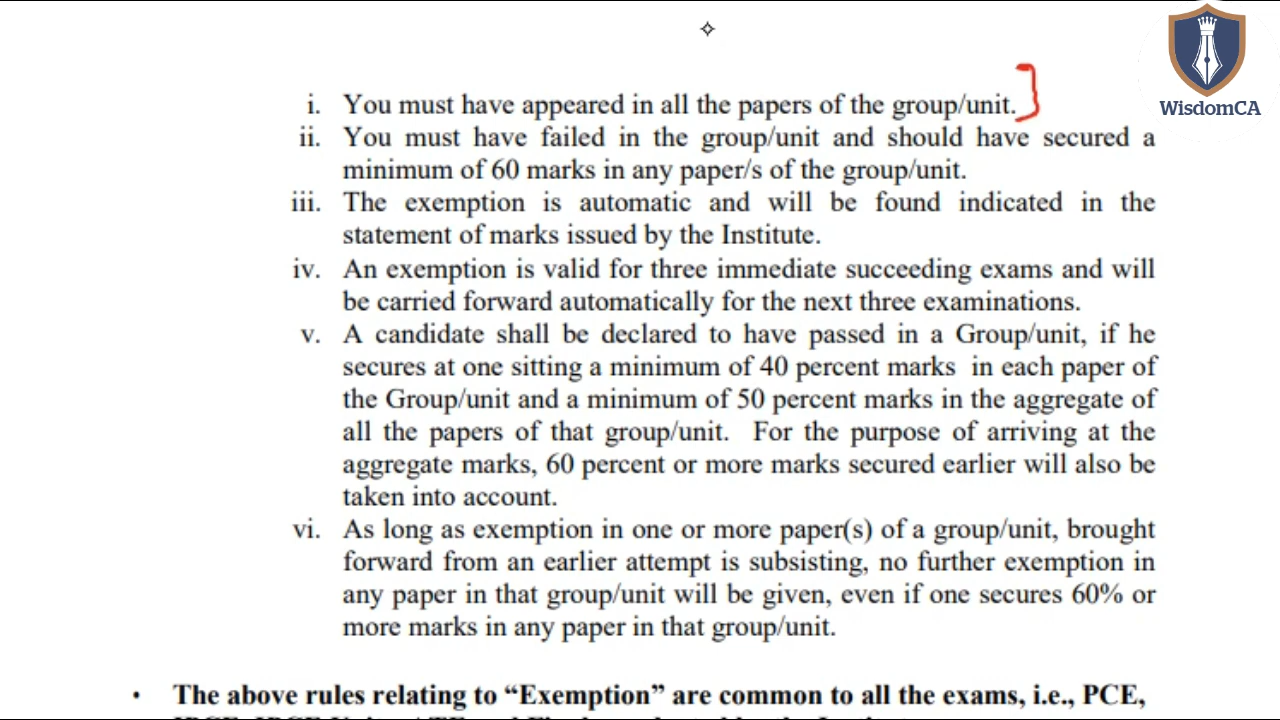 WisdomCA
i. You must have appeared in all the papers of the group/unit.
ii. You must have failed in the group/unit and should have secured a
minimum of 60 marks in any paper/s of the group/unit.
iii. The exemption is automatic and will be found indicated in the
statement of marks issued by the Institute.
iv. An exemption is valid for three immediate succeeding exams and will
be carried forward automatically for the next three examinations.
v. A candidate shall be declared to have passed in a Group/unit, if he
secures at one sitting a minimum of 40 percent marks in each paper of
the Group/unit and a minimum of 50 percent marks in the aggregate of
all the papers of that group/unit. For the purpose of arriving at the
aggregate marks, 60 percent or more marks secured earlier will also be
taken into account.
vi. As long as exemption in one or more paper(s) of a group/unit, brought
forward from an earlier attempt is subsisting, no further exemption in
any paper in that group/unit will be given, even if one secures 60% or
more marks in any paper in that group/unit.
• The above rules relating to “Exemption” are common to all the exams, i.e., PCE,